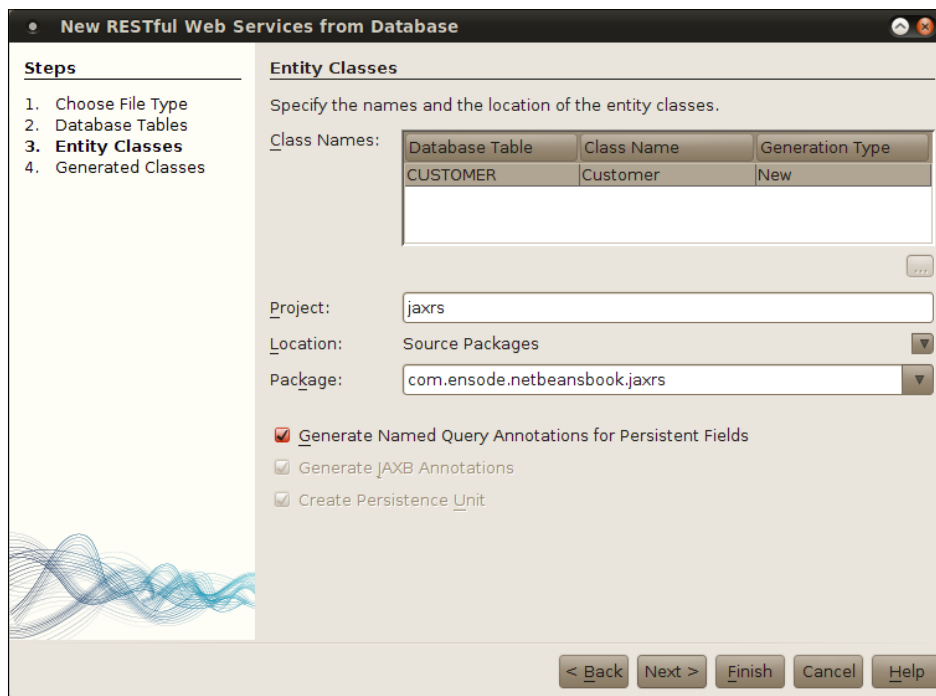 New RESTful Web Services from Database
Steps
1. Choose File Type
2. Database Tables
3. Entity Classes
4. Generated Classes
Entity Classes
Specify the names and the location of the entity classes.
Class Names:
Database Table Class Name Generation Type
CUSTOMER Customer New
...
Project: jaxrs
Location: Source Packages
Package: com.ensode.netbeansbook.jaxrs
Generate Named Query Annotations for Persistent Fields
Generate JAXB Annotations
Create Persistence Unit
< Back Next > Finish Cancel Help